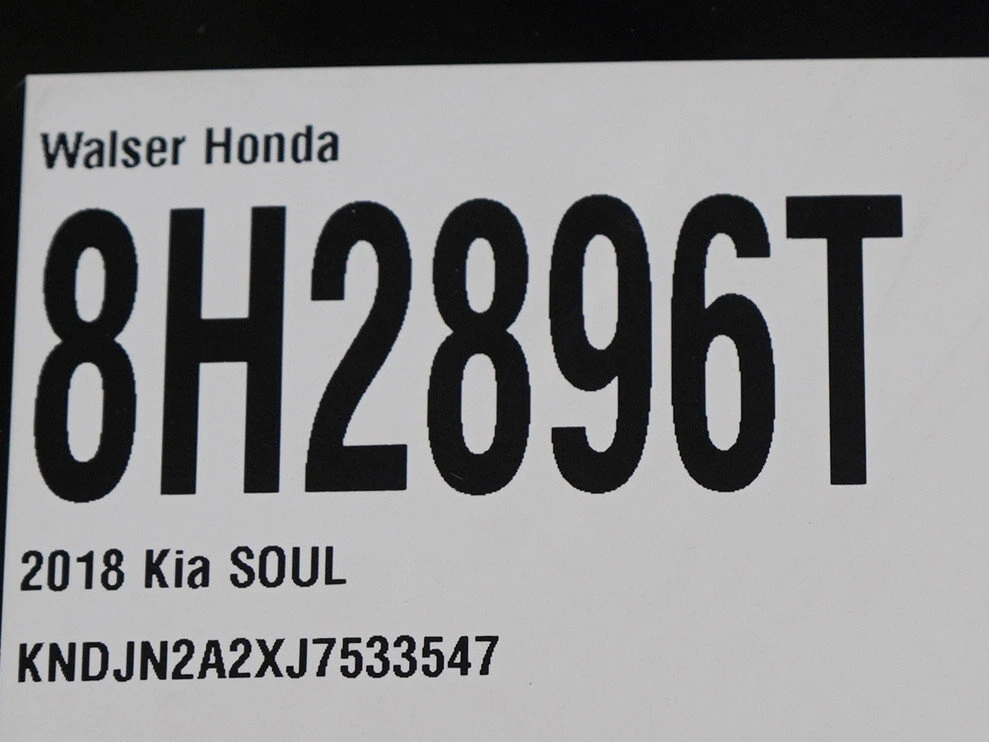 Walser Honda
8H2896T
2018 Kia SOUL
KNDJN2A2XJ7533547